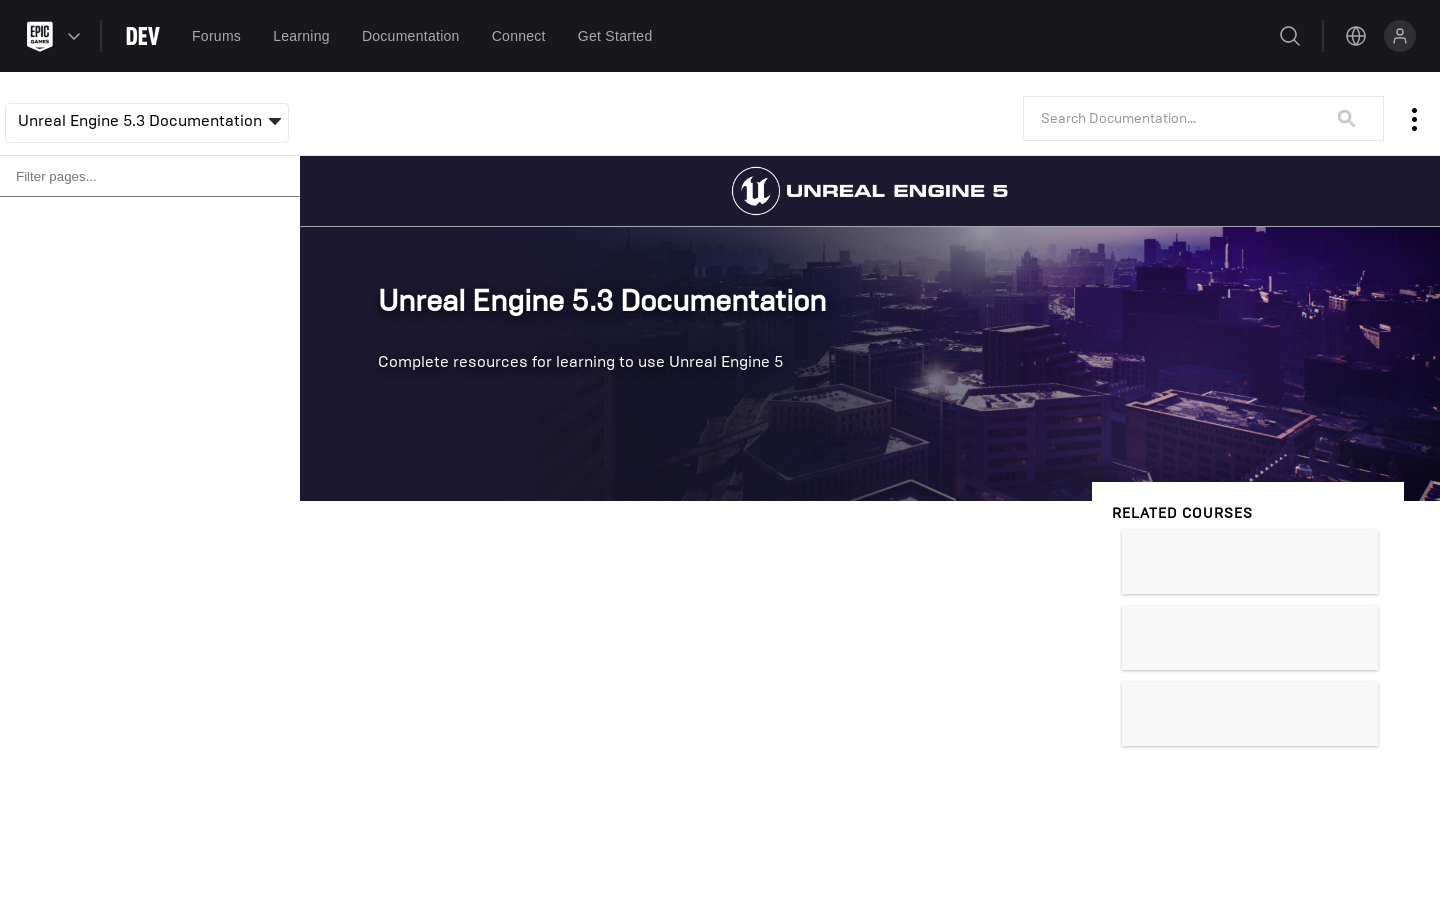 EPIC GAMES
DEV
Forums
Learning
Documentation
Connect
Get Started
Unreal Engine 5.3 Documentation
Search Documentation...
Filter pages...
UNREAL ENGINE 5
Unreal Engine 5.3 Documentation
Complete resources for learning to use Unreal Engine 5
RELATED COURSES